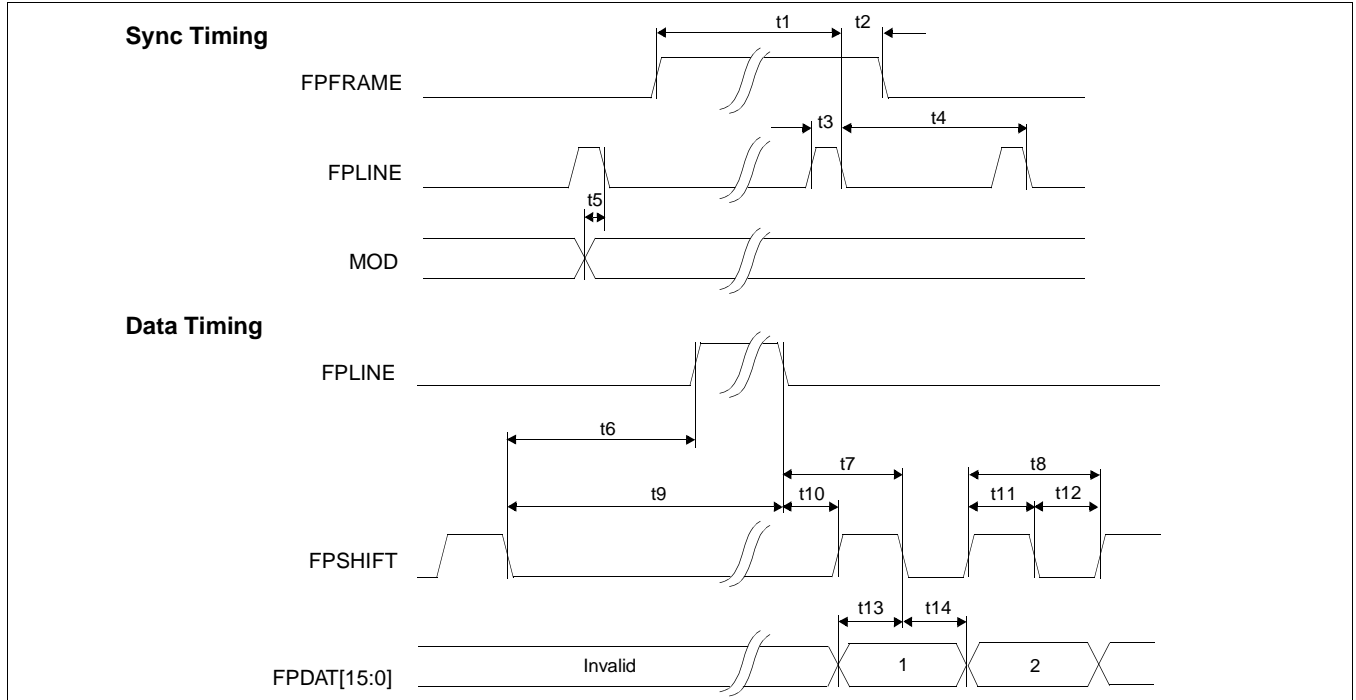 Sync Timing
t1 t2
FPFRAME
t3 t4
FPLINE
t5
MOD
Data Timing
FPLINE
t6
t7 t8
t9 t10 t11 t12
FPSHIFT
t13 t14
FPDAT[15:0] Invalid 1 2